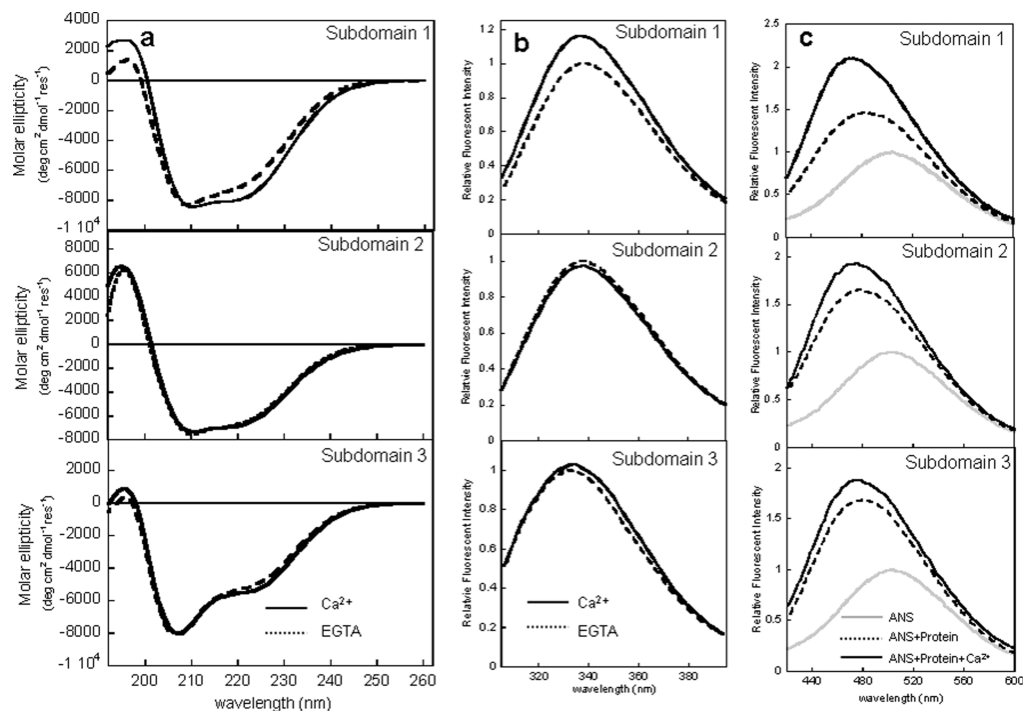 a
Subdomain 1
Molar ellipticity
(deg cm² dmol⁻¹ res⁻¹)
4000
2000
0
-2000
-4000
-6000
-8000
-1 10⁴
Subdomain 2
Molar ellipticity
(deg cm² dmol⁻¹ res⁻¹)
8000
6000
4000
2000
0
-2000
-4000
-6000
-8000
Subdomain 3
Molar ellipticity
(deg cm² dmol⁻¹ res⁻¹)
4000
2000
0
-2000
-4000
-6000
-8000
-1 10⁴
Ca²⁺
EGTA
200 210 220 230 240 250 260
wavelength (nm)
b
Subdomain 1
Relative Fluorescent Intensity
1.2
1
0.8
0.6
0.4
0.2
0
Subdomain 2
Relative Fluorescent Intensity
1
0.8
0.6
0.4
0.2
0
Subdomain 3
Relative Fluorescent Intensity
1
0.8
0.6
0.4
0.2
0
Ca²⁺
EGTA
320 340 360 380
wavelength (nm)
c
Subdomain 1
Relative Fluorescent Intensity
2.5
2
1.5
1
0.5
0
Subdomain 2
Relative Fluorescent Intensity
2
1.5
1
0.5
0
Subdomain 3
Relative Fluorescent Intensity
2
1.5
1
0.5
0
ANS
ANS+Protein
ANS+Protein+Ca²⁺
440 480 520 560 600
wavelength (nm)